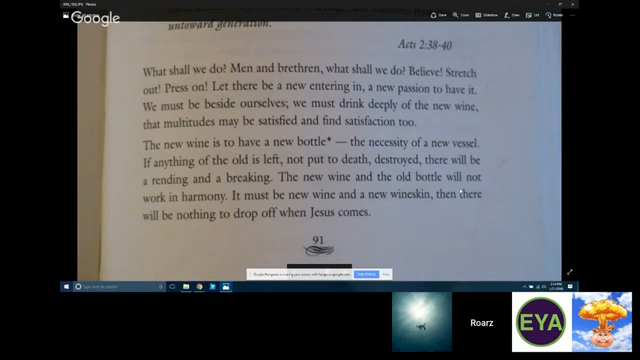 Google
untoward generation.
Acts 2:38-40
What shall we do? Men and brethren, what shall we do? Believe! Stretch
out! Press on! Let there be a new entering in, a new passion to have it.
We must be beside ourselves; we must drink deeply of the new wine,
that multitudes may be satisfied and find satisfaction too.
The new wine is to have a new bottle* — the necessity of a new vessel.
If anything of the old is left, not put to death, destroyed, there will be
a rending and a breaking. The new wine and the old bottle will not
work in harmony. It must be new wine and a new wineskin, then there
will be nothing to drop off when Jesus comes.
91
Roarz
EYA